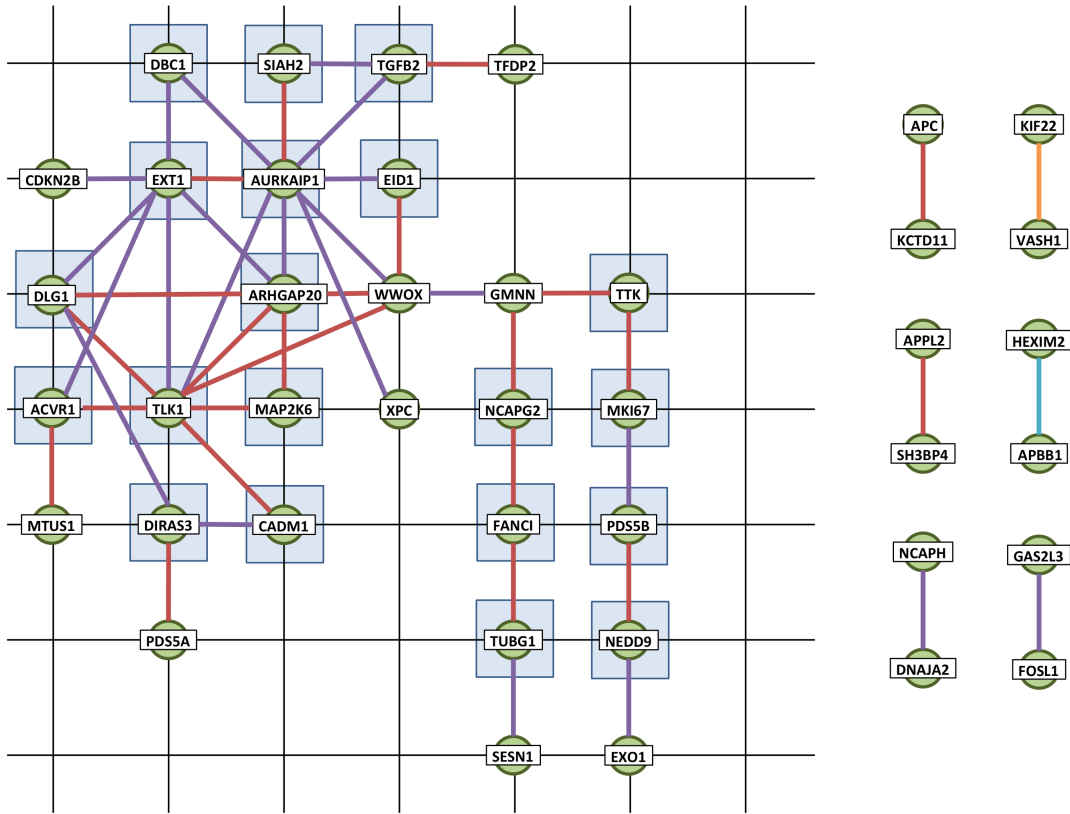 DBC1
SIAH2
TGFB2
TFDP2
CDKN2B
EXT1
AURKAIP1
EID1
DLG1
ARHGAP20
WWOX
GMNN
TTK
ACVR1
TLK1
MAP2K6
XPC
NCAPG2
MKI67
MTUS1
DIRAS3
CADM1
FANCI
PDS5B
PDS5A
TUBG1
NEDD9
SESN1
EXO1
APC
KIF22
KCTD11
VASH1
APPL2
HEXIM2
SH3BP4
APBB1
NCAPH
GAS2L3
DNAJA2
FOSL1